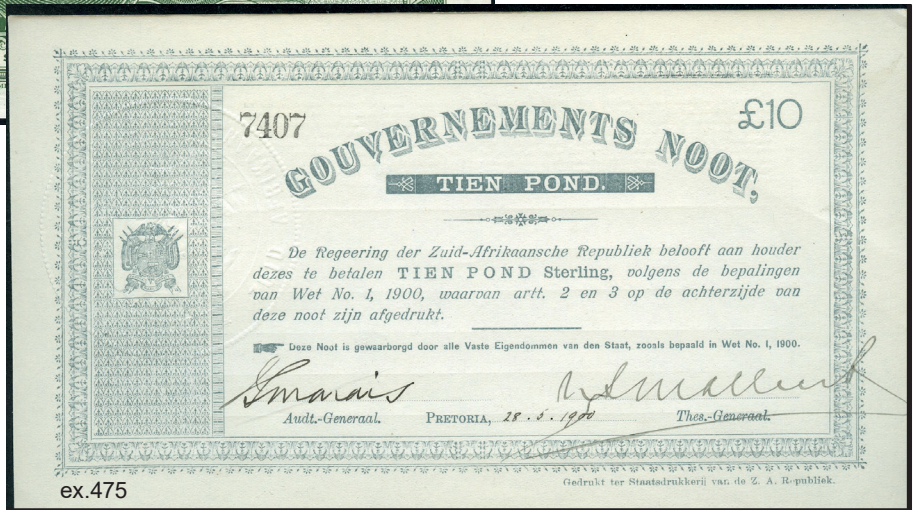 7407
£10
GOUVERNEMENTS NOOT,
TIEN POND.
De Regeering der Zuid-Afrikaansche Republiek belooft aan houder
dezes te betalen TIEN POND Sterling, volgens de bepalingen
van Wet No. 1, 1900, waarvan artt. 2 en 3 op de achterzijde van
deze noot zijn afgedrukt.
Deze Noot is gewaarborgd door alle Vaste Eigendommen van den Staat, zooals bepaald in Wet No. 1, 1900.
Audt.-Generaal. PRETORIA, 28.5.1900 Thes.-Generaal.
Gedrukt ter Staatsdrukkerij van de Z. A. Republiek.
ex.475